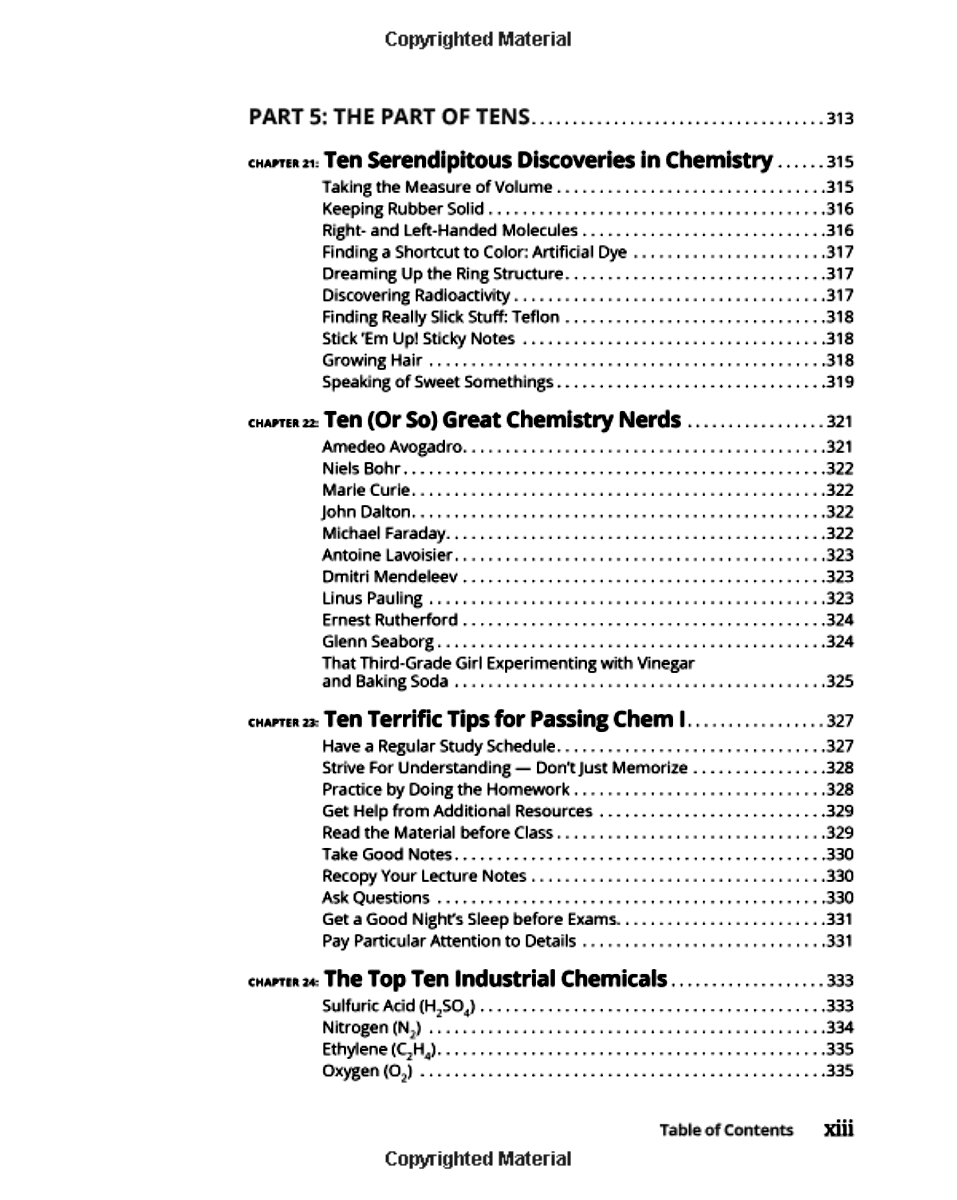 Copyrighted Material
PART 5: THE PART OF TENS. . . . . . . . . . . . . . . . . . . . . . . . . . . . . . . . . . . 313
CHAPTER 21: Ten Serendipitous Discoveries in Chemistry . . . . . . 315
Taking the Measure of Volume . . . . . . . . . . . . . . . . . . . . . . . . . . . . . . . .315
Keeping Rubber Solid . . . . . . . . . . . . . . . . . . . . . . . . . . . . . . . . . . . . . . . .316
Right- and Left-Handed Molecules . . . . . . . . . . . . . . . . . . . . . . . . . . . . .316
Finding a Shortcut to Color: Artificial Dye . . . . . . . . . . . . . . . . . . . . . . .317
Dreaming Up the Ring Structure. . . . . . . . . . . . . . . . . . . . . . . . . . . . . . .317
Discovering Radioactivity . . . . . . . . . . . . . . . . . . . . . . . . . . . . . . . . . . . . .317
Finding Really Slick Stuff: Teflon . . . . . . . . . . . . . . . . . . . . . . . . . . . . . . .318
Stick ’Em Up! Sticky Notes . . . . . . . . . . . . . . . . . . . . . . . . . . . . . . . . . . . .318
Growing Hair . . . . . . . . . . . . . . . . . . . . . . . . . . . . . . . . . . . . . . . . . . . . . . .318
Speaking of Sweet Somethings. . . . . . . . . . . . . . . . . . . . . . . . . . . . . . . .319
CHAPTER 22: Ten (Or So) Great Chemistry Nerds . . . . . . . . . . . . . . . . . 321
Amedeo Avogadro. . . . . . . . . . . . . . . . . . . . . . . . . . . . . . . . . . . . . . . . . . .321
Niels Bohr . . . . . . . . . . . . . . . . . . . . . . . . . . . . . . . . . . . . . . . . . . . . . . . . . .322
Marie Curie. . . . . . . . . . . . . . . . . . . . . . . . . . . . . . . . . . . . . . . . . . . . . . . . .322
John Dalton. . . . . . . . . . . . . . . . . . . . . . . . . . . . . . . . . . . . . . . . . . . . . . . . .322
Michael Faraday. . . . . . . . . . . . . . . . . . . . . . . . . . . . . . . . . . . . . . . . . . . . .322
Antoine Lavoisier. . . . . . . . . . . . . . . . . . . . . . . . . . . . . . . . . . . . . . . . . . . .323
Dmitri Mendeleev . . . . . . . . . . . . . . . . . . . . . . . . . . . . . . . . . . . . . . . . . . .323
Linus Pauling . . . . . . . . . . . . . . . . . . . . . . . . . . . . . . . . . . . . . . . . . . . . . . .323
Ernest Rutherford . . . . . . . . . . . . . . . . . . . . . . . . . . . . . . . . . . . . . . . . . . .324
Glenn Seaborg . . . . . . . . . . . . . . . . . . . . . . . . . . . . . . . . . . . . . . . . . . . . . .324
That Third-Grade Girl Experimenting with Vinegar
and Baking Soda . . . . . . . . . . . . . . . . . . . . . . . . . . . . . . . . . . . . . . . . . . . .325
CHAPTER 23: Ten Terrific Tips for Passing Chem I. . . . . . . . . . . . . . . . . 327
Have a Regular Study Schedule. . . . . . . . . . . . . . . . . . . . . . . . . . . . . . . .327
Strive For Understanding — Don’t Just Memorize . . . . . . . . . . . . . . . .328
Practice by Doing the Homework . . . . . . . . . . . . . . . . . . . . . . . . . . . . . .328
Get Help from Additional Resources . . . . . . . . . . . . . . . . . . . . . . . . . . .329
Read the Material before Class . . . . . . . . . . . . . . . . . . . . . . . . . . . . . . . .329
Take Good Notes. . . . . . . . . . . . . . . . . . . . . . . . . . . . . . . . . . . . . . . . . . . .330
Recopy Your Lecture Notes . . . . . . . . . . . . . . . . . . . . . . . . . . . . . . . . . . .330
Ask Questions . . . . . . . . . . . . . . . . . . . . . . . . . . . . . . . . . . . . . . . . . . . . . .330
Get a Good Night’s Sleep before Exams. . . . . . . . . . . . . . . . . . . . . . . . .331
Pay Particular Attention to Details . . . . . . . . . . . . . . . . . . . . . . . . . . . . .331
CHAPTER 24: The Top Ten Industrial Chemicals . . . . . . . . . . . . . . . . . . . 333
Sulfuric Acid (H₂SO₄) . . . . . . . . . . . . . . . . . . . . . . . . . . . . . . . . . . . . . . . . .333
Nitrogen (N₂) . . . . . . . . . . . . . . . . . . . . . . . . . . . . . . . . . . . . . . . . . . . . . . .334
Ethylene (C₂H₄). . . . . . . . . . . . . . . . . . . . . . . . . . . . . . . . . . . . . . . . . . . . . .335
Oxygen (O₂) . . . . . . . . . . . . . . . . . . . . . . . . . . . . . . . . . . . . . . . . . . . . . . . .335
Table of Contents xiii
Copyrighted Material